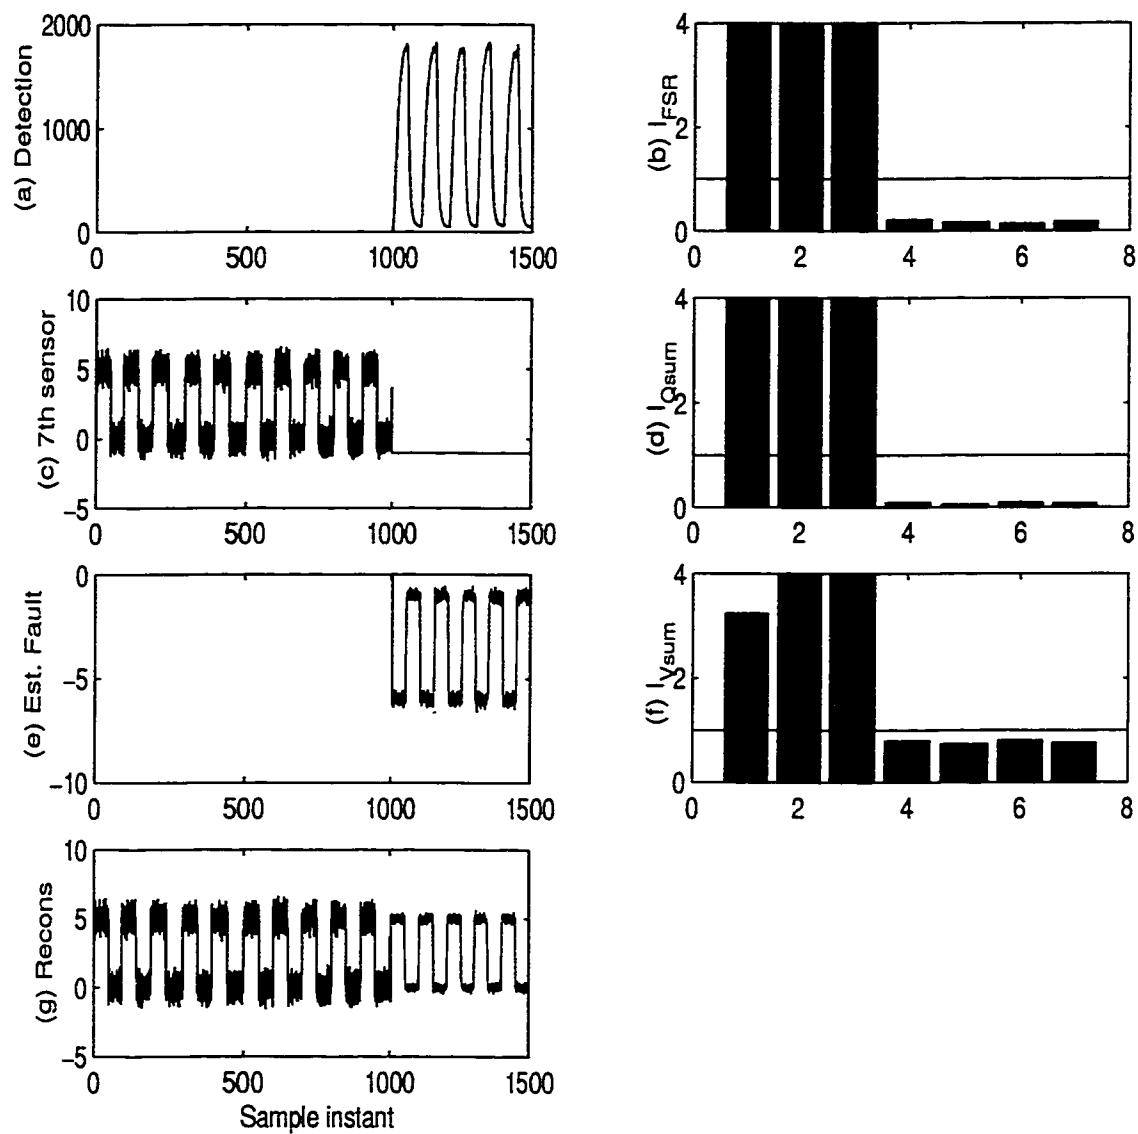 (a) Detection
2000
1000
0
0 500 1000 1500
(b) I_FSR
4
2
0
0 2 4 6 8
(c) 7th sensor
10
5
0
−5
0 500 1000 1500
(d) I_Qsum
4
2
0
0 2 4 6 8
(e) Est. Fault
0
−5
−10
0 500 1000 1500
(f) I_Vsum
4
2
0
0 2 4 6 8
(g) Recons
10
5
0
−5
0 500 1000 1500
Sample instant